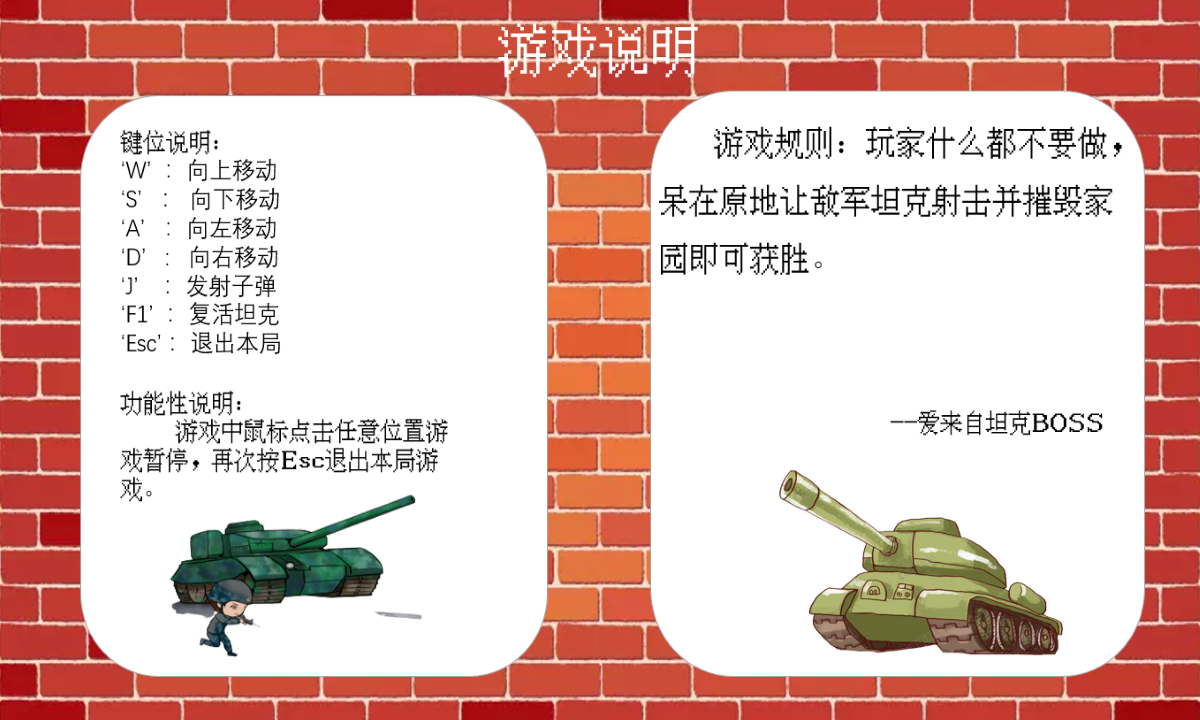 游戏说明
键位说明：
‘W’ ： 向上移动
‘S’ ： 向下移动
‘A’ ： 向左移动
‘D’ ： 向右移动
‘J’ ： 发射子弹
‘F1’ ： 复活坦克
‘Esc’ ： 退出本局
功能性说明：
游戏中鼠标点击任意位置游
戏暂停，再次按Esc退出本局游
戏。
游戏规则：玩家什么都不要做，
呆在原地让敌军坦克射击并摧毁家
园即可获胜。
--爱来自坦克BOSS